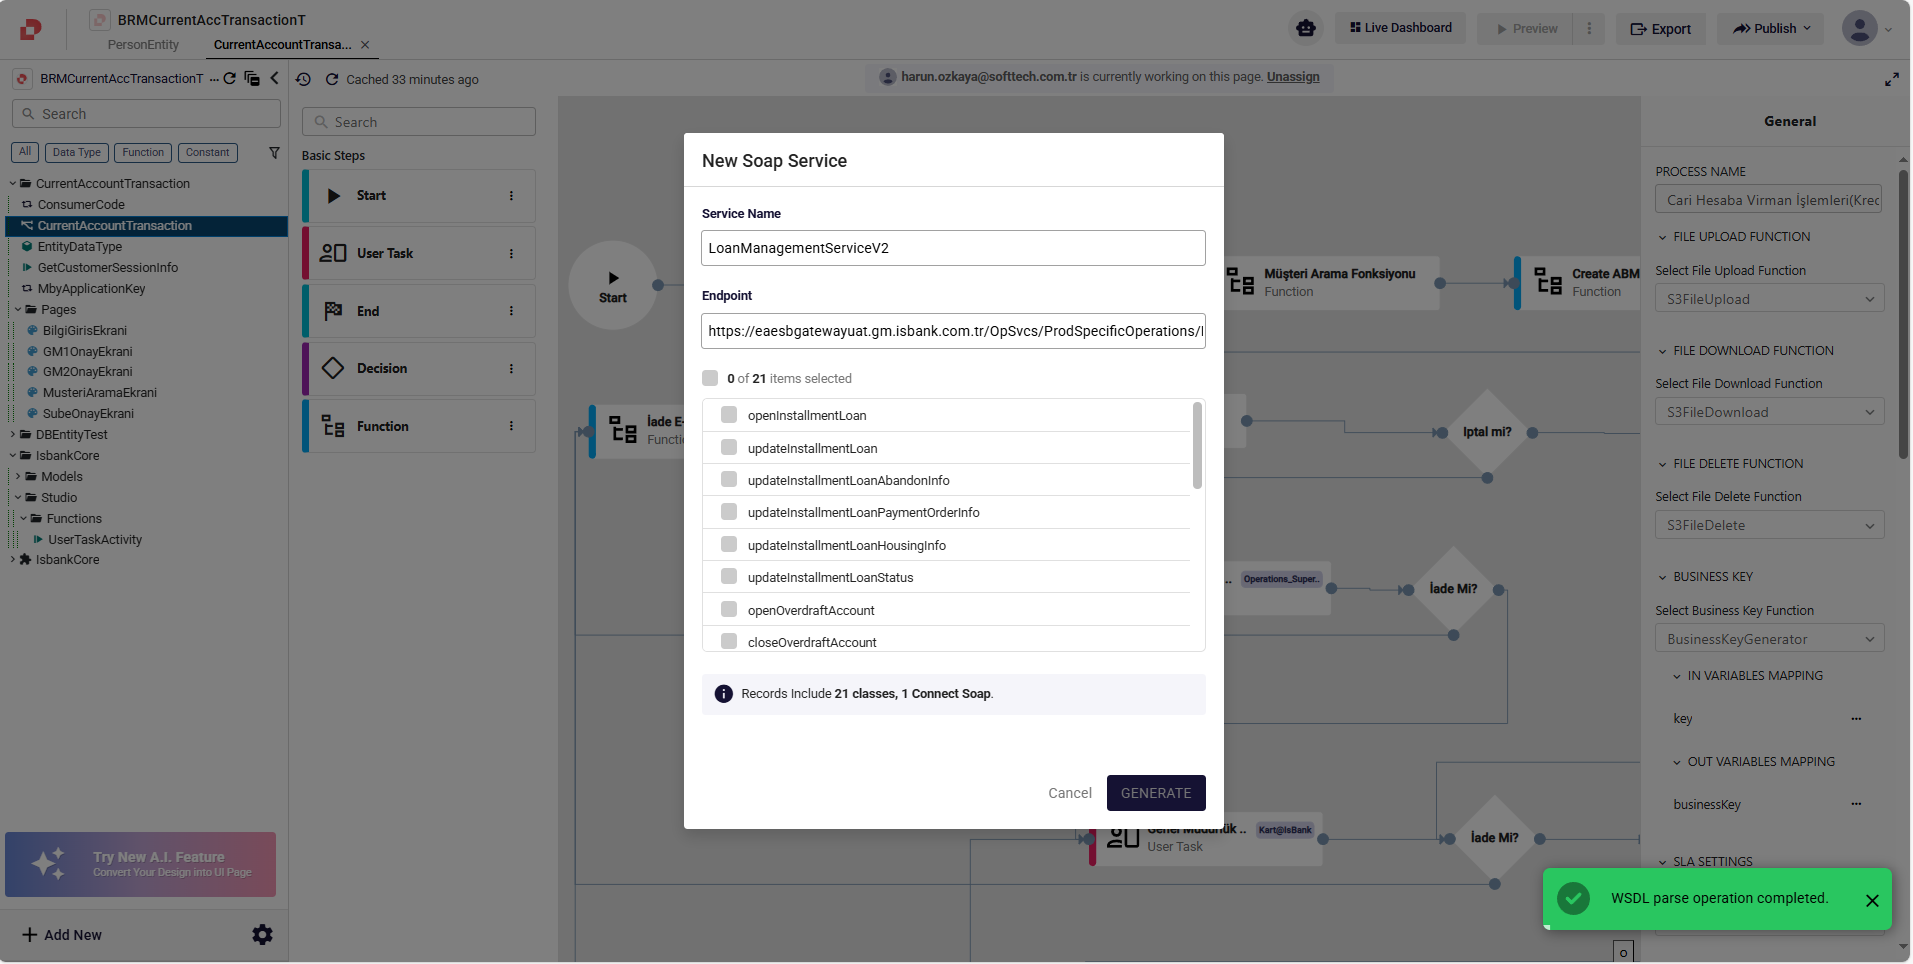 BRMCurrentAccTransactionT
PersonEntity
CurrentAccountTransa...
Live Dashboard
Preview
Export
Publish
BRMCurrentAccTransactionT ...
Cached 33 minutes ago
harun.ozkaya@softtech.com.tr is currently working on this page. Unassign
Search
All
Data Type
Function
Constant
CurrentAccountTransaction
ConsumerCode
CurrentAccountTransaction
EntityDataType
GetCustomerSessionInfo
MbyApplicationKey
Pages
BilgiGirisEkrani
GM1OnayEkrani
GM2OnayEkrani
MusteriAramaEkrani
SubeOnayEkrani
DBEntityTest
IsbankCore
Models
Studio
Functions
UserTaskActivity
IsbankCore
Try New A.I. Feature
Convert Your Design into UI Page
Add New
Search
Basic Steps
Start
User Task
End
Decision
Function
Start
Müşteri Arama Fonksiyonu
Function
Create ABM
Function
İade E-
Functio
Iptal mi?
..
Operations_Super..
İade Mi?
Genel Müdürlük ..
Kart@IsBank
User Task
İade Mi?
New Soap Service
Service Name
LoanManagementServiceV2
Endpoint
https://eaesbgatewayuat.gm.isbank.com.tr/OpSvcs/ProdSpecificOperations/
0 of 21 items selected
openInstallmentLoan
updateInstallmentLoan
updateInstallmentLoanAbandonInfo
updateInstallmentLoanPaymentOrderInfo
updateInstallmentLoanHousingInfo
updateInstallmentLoanStatus
openOverdraftAccount
closeOverdraftAccount
Records Include 21 classes, 1 Connect Soap.
Cancel
GENERATE
General
PROCESS NAME
Cari Hesaba Virman İşlemleri(Krec
FILE UPLOAD FUNCTION
Select File Upload Function
S3FileUpload
FILE DOWNLOAD FUNCTION
Select File Download Function
S3FileDownload
FILE DELETE FUNCTION
Select File Delete Function
S3FileDelete
BUSINESS KEY
Select Business Key Function
BusinessKeyGenerator
IN VARIABLES MAPPING
key
OUT VARIABLES MAPPING
businessKey
SLA SETTINGS
WSDL parse operation completed.